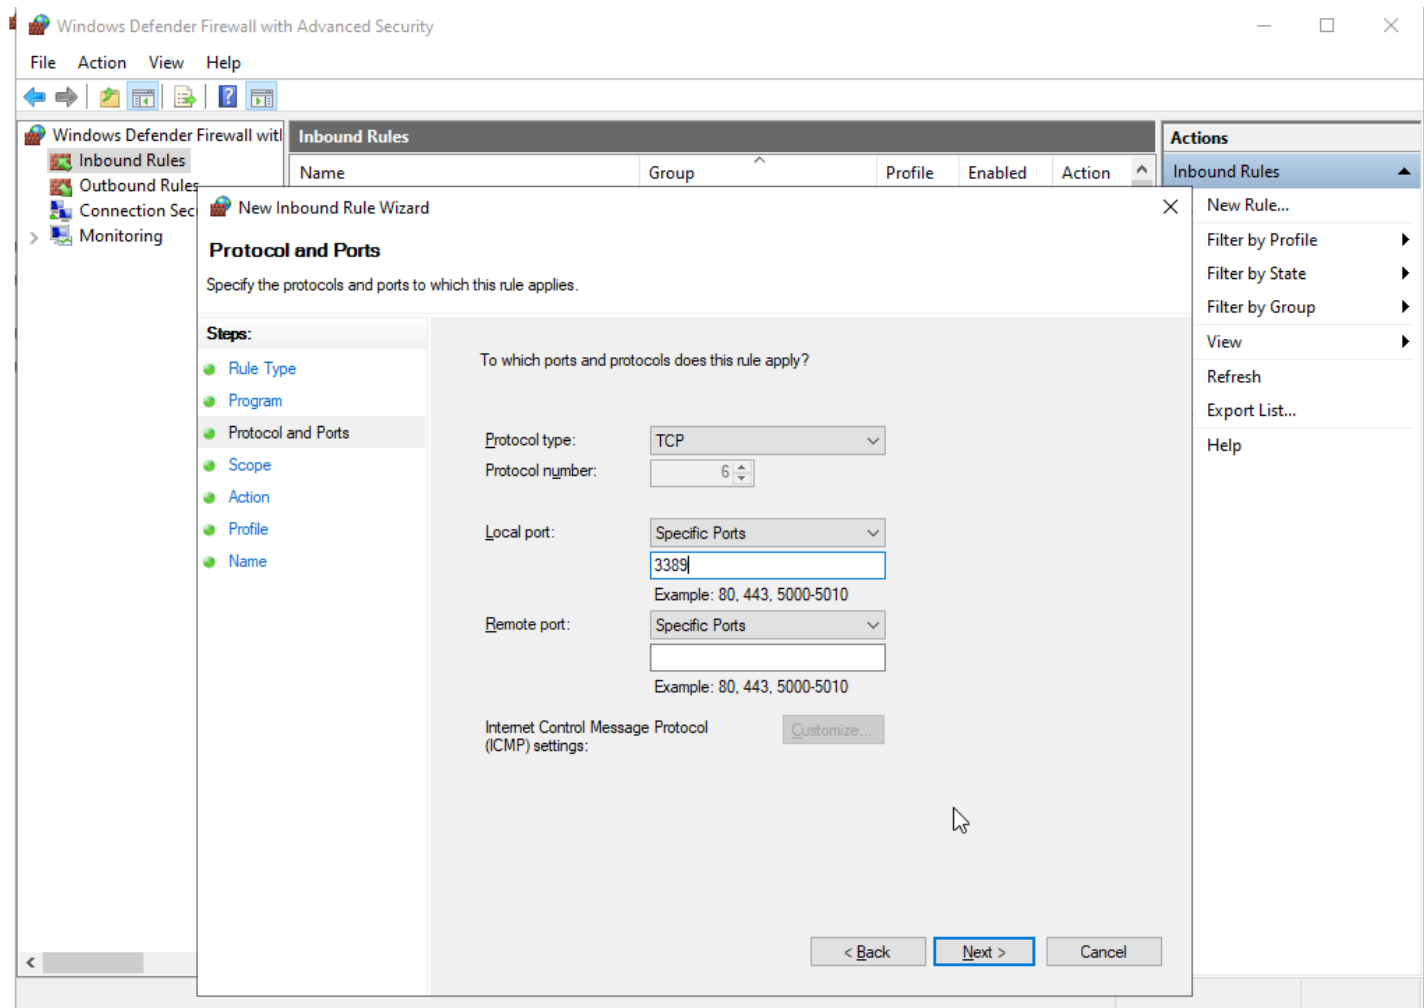 Windows Defender Firewall with Advanced Security
File Action View Help
Windows Defender Firewall with
Inbound Rules
Outbound Rules
Connection Sec
Monitoring
Inbound Rules
Name Group Profile Enabled Action
Actions
Inbound Rules
New Rule...
Filter by Profile
Filter by State
Filter by Group
View
Refresh
Export List...
Help
New Inbound Rule Wizard
Protocol and Ports
Specify the protocols and ports to which this rule applies.
Steps:
Rule Type
Program
Protocol and Ports
Scope
Action
Profile
Name
To which ports and protocols does this rule apply?
Protocol type: TCP
Protocol number: 6
Local port: Specific Ports
3389
Example: 80, 443, 5000-5010
Remote port: Specific Ports
Example: 80, 443, 5000-5010
Internet Control Message Protocol Customize...
(ICMP) settings:
< Back Next > Cancel